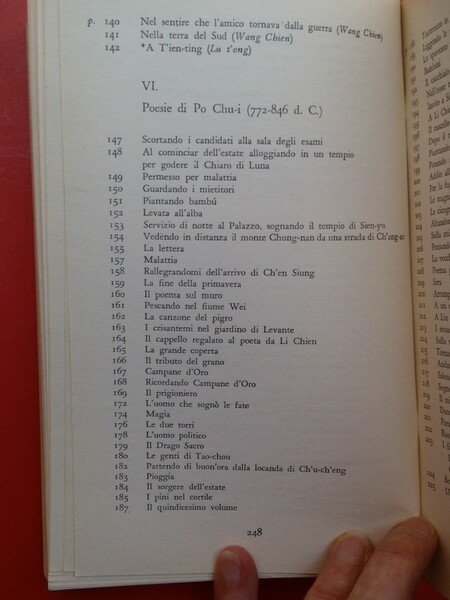 p. 140 Nel sentire che l'amico tornava dalla guerra (Wang Chien)
141 Nella terra del Sud (Wang Chien)
142 *A T'ien-ting (Lu t'ong)
VI.
Poesie di Po Chu-i (772-846 d. C.)
147 Scortando i candidati alla sala degli esami
148 Al cominciar dell'estate alloggiando in un tempio
per godere il Chiaro di Luna
149 Permesso per malattia
150 Guardando i mietitori
151 Piantando bambú
152 Levata all'alba
153 Servizio di notte al Palazzo, sognando il tempio di Sien-yu
154 Vedendo in distanza il monte Chung-nan da una strada di Ch'ang-an
155 La lettera
157 Malattia
158 Rallegrandomi dell'arrivo di Ch'en Siung
159 La fine della primavera
160 Il poema sul muro
161 Pescando nel fiume Wei
162 La canzone del pigro
163 I crisantemi nel giardino di Levante
164 Il cappello regalato al poeta da Li Chien
165 La grande coperta
166 Il tributo del grano
167 Campane d'Oro
168 Ricordando Campane d'Oro
169 Il prigioniero
172 L'uomo che sognò le fate
174 Magia
176 Le due torri
178 L'uomo politico
179 Il Drago Sacro
180 Le genti di Tao-chou
182 Partendo di buon'ora dalla locanda di Ch'u-ch'eng
183 Pioggia
184 Il sorgere dell'estate
185 I pini nel cortile
187 Il quindicesimo volume
248